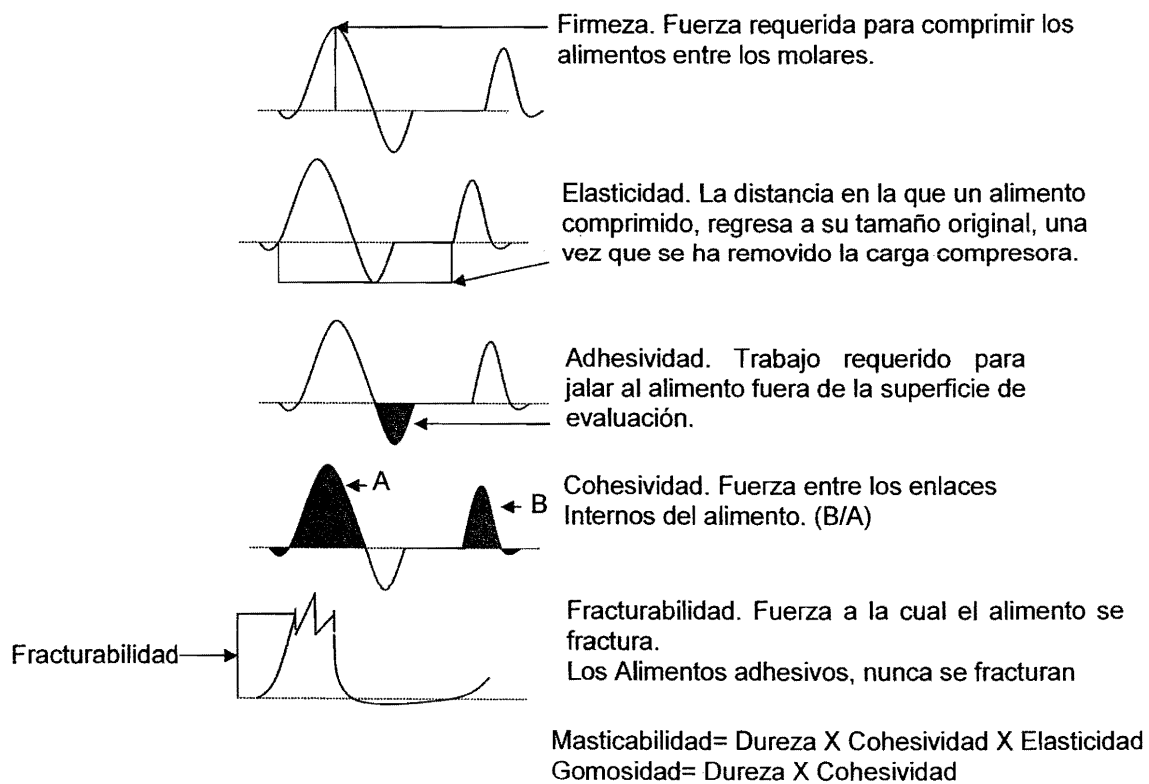 Firmeza. Fuerza requerida para comprimir los
alimentos entre los molares.
Elasticidad. La distancia en la que un alimento
comprimido, regresa a su tamaño original, una
vez que se ha removido la carga compresora.
Adhesividad. Trabajo requerido para
jalar al alimento fuera de la superficie de
evaluación.
A
B
Cohesividad. Fuerza entre los enlaces
Internos del alimento. (B/A)
Fracturabilidad
Fracturabilidad. Fuerza a la cual el alimento se
fractura.
Los Alimentos adhesivos, nunca se fracturan
Masticabilidad= Dureza X Cohesividad X Elasticidad
Gomosidad= Dureza X Cohesividad